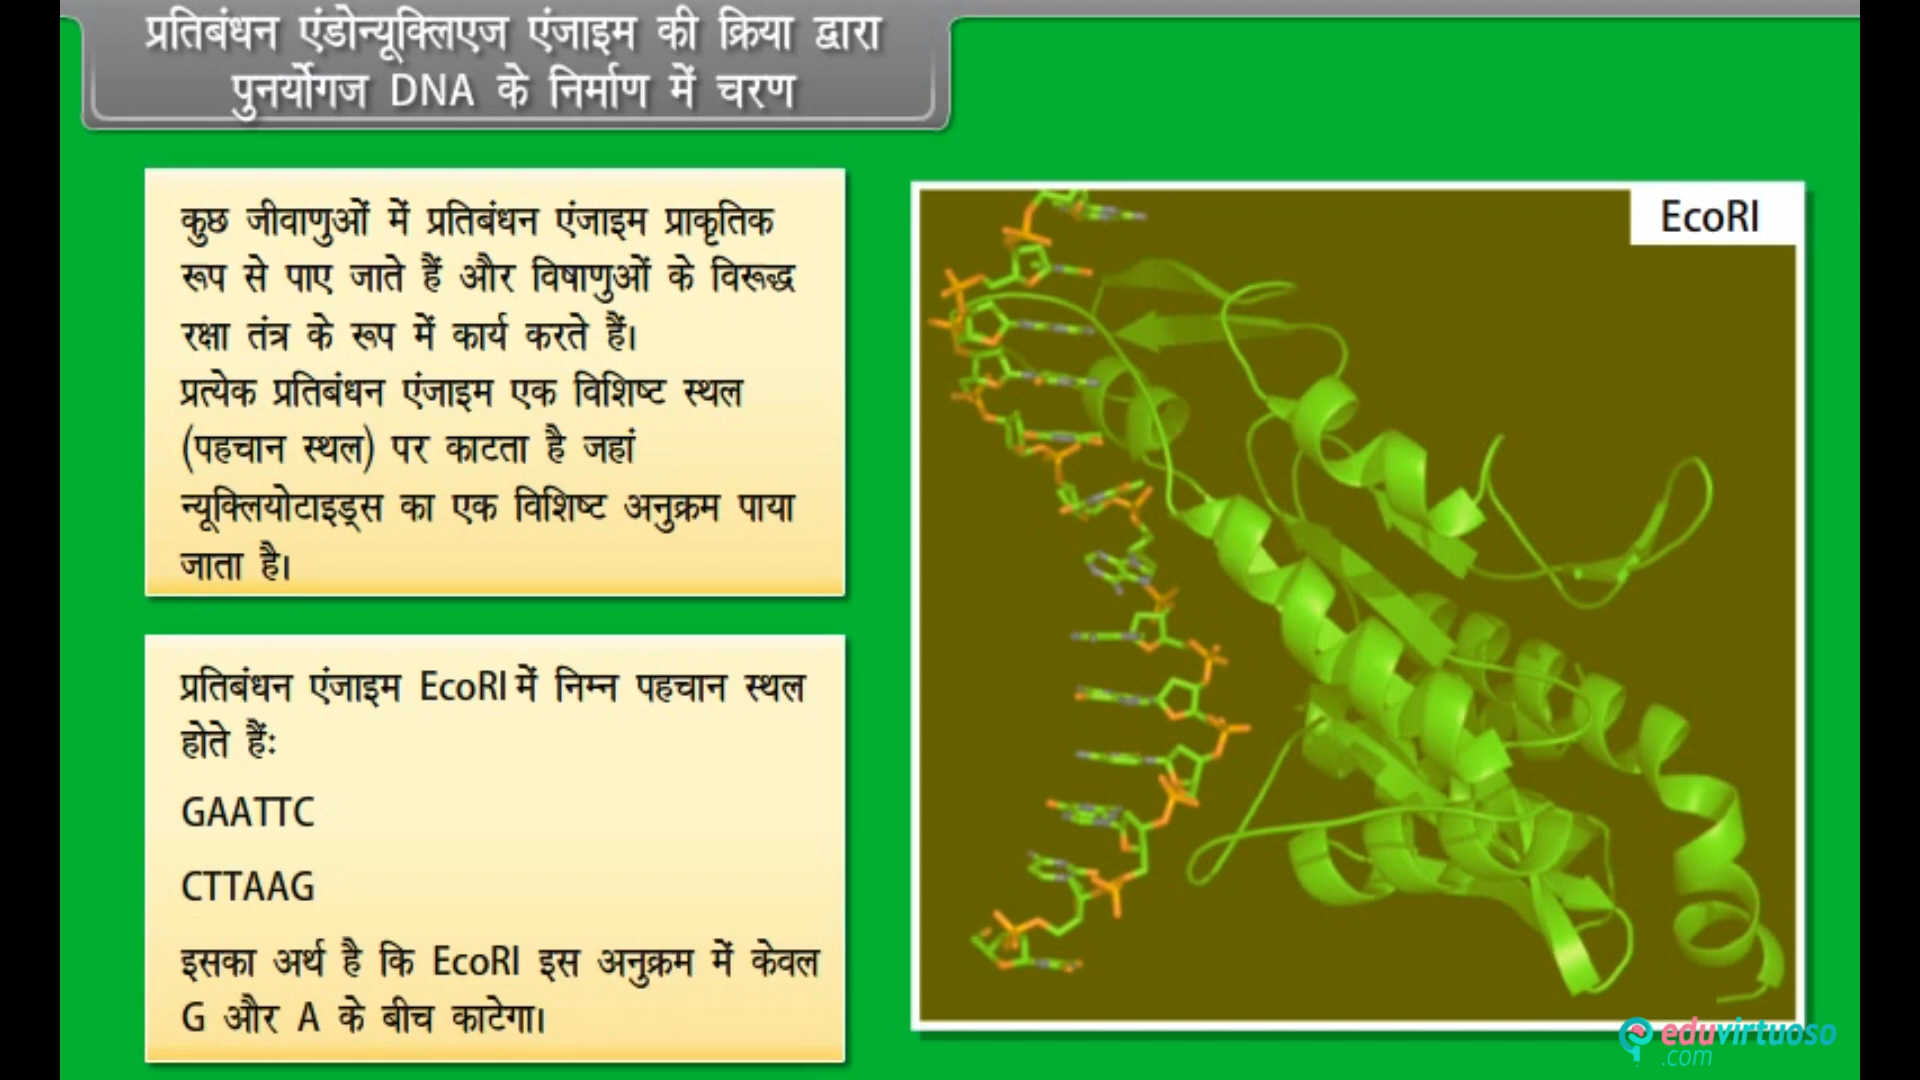 प्रतिबंधन एंडोन्यूक्लिएज एंजाइम की क्रिया द्वारा
पुनर्योगज DNA के निर्माण में चरण
कुछ जीवाणुओं में प्रतिबंधन एंजाइम प्राकृतिक
रूप से पाए जाते हैं और विषाणुओं के विरूद्ध
रक्षा तंत्र के रूप में कार्य करते हैं।
प्रत्येक प्रतिबंधन एंजाइम एक विशिष्ट स्थल
(पहचान स्थल) पर काटता है जहां
न्यूक्लियोटाइड्स का एक विशिष्ट अनुक्रम पाया
जाता है।
प्रतिबंधन एंजाइम EcoRI में निम्न पहचान स्थल
होते हैंः
GAATTC
CTTAAG
इसका अर्थ है कि EcoRI इस अनुक्रम में केवल
G और A के बीच काटेगा।
EcoRI
eduvirtuoso
.com